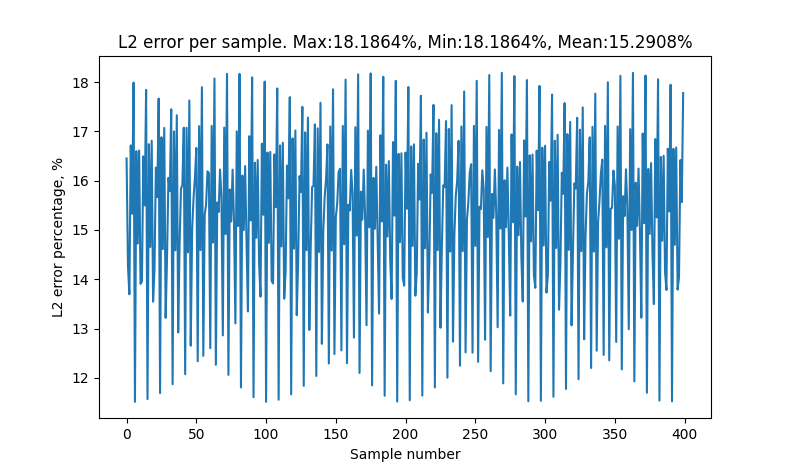 L2 error per sample. Max:18.1864%, Min:18.1864%, Mean:15.2908%
L2 error percentage, %
18
17
16
15
14
13
12
0 50 100 150 200 250 300 350 400
Sample number